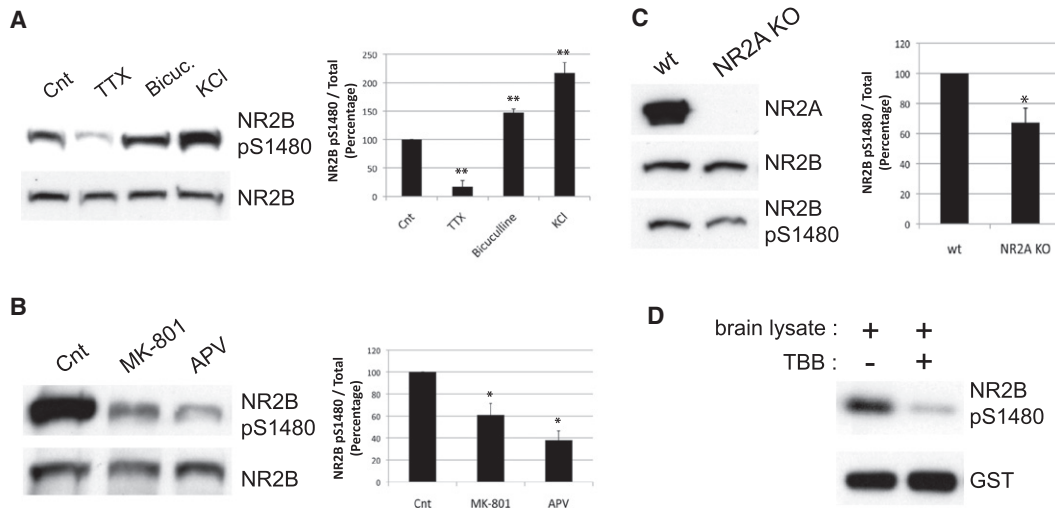 A
Cnt
TTX
Bicuc.
KCl
NR2B
pS1480
NR2B
NR2B pS1480 / Total
(Percentage)
250
200
150
100
50
0
**
**
**
Cnt
TTX
Bicuculline
KCl
B
Cnt
MK-801
APV
NR2B
pS1480
NR2B
NR2B pS1480 / Total
(Percentage)
120
100
80
60
40
20
0
*
*
Cnt
MK-801
APV
C
wt
NR2A KO
NR2A
NR2B
NR2B
pS1480
NR2B pS1480 / Total
(Percentage)
120
100
80
60
40
20
0
*
wt
NR2A KO
D
brain lysate : + +
TBB : - +
NR2B
pS1480
GST